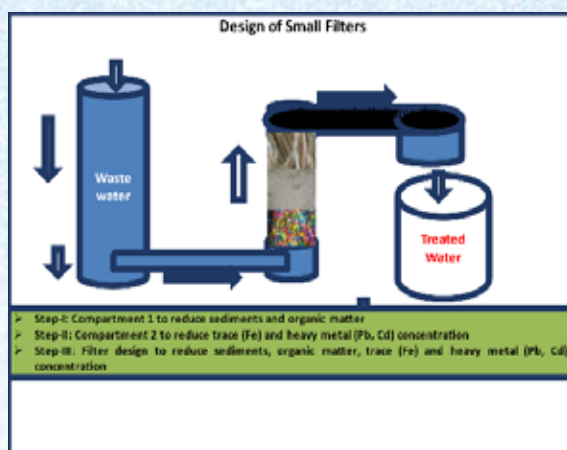 Design of Small Filters
Waste
water
Treated
Water
➢ Step-I: Compartment 1 to reduce sediments and organic matter
➢ Step-II: Compartment 2 to reduce trace (Fe) and heavy metal (Pb, Cd) concentration
➢ Step-III: Filter design to reduce sediments, organic matter, trace (Fe) and heavy metal (Pb, Cd)
concentration